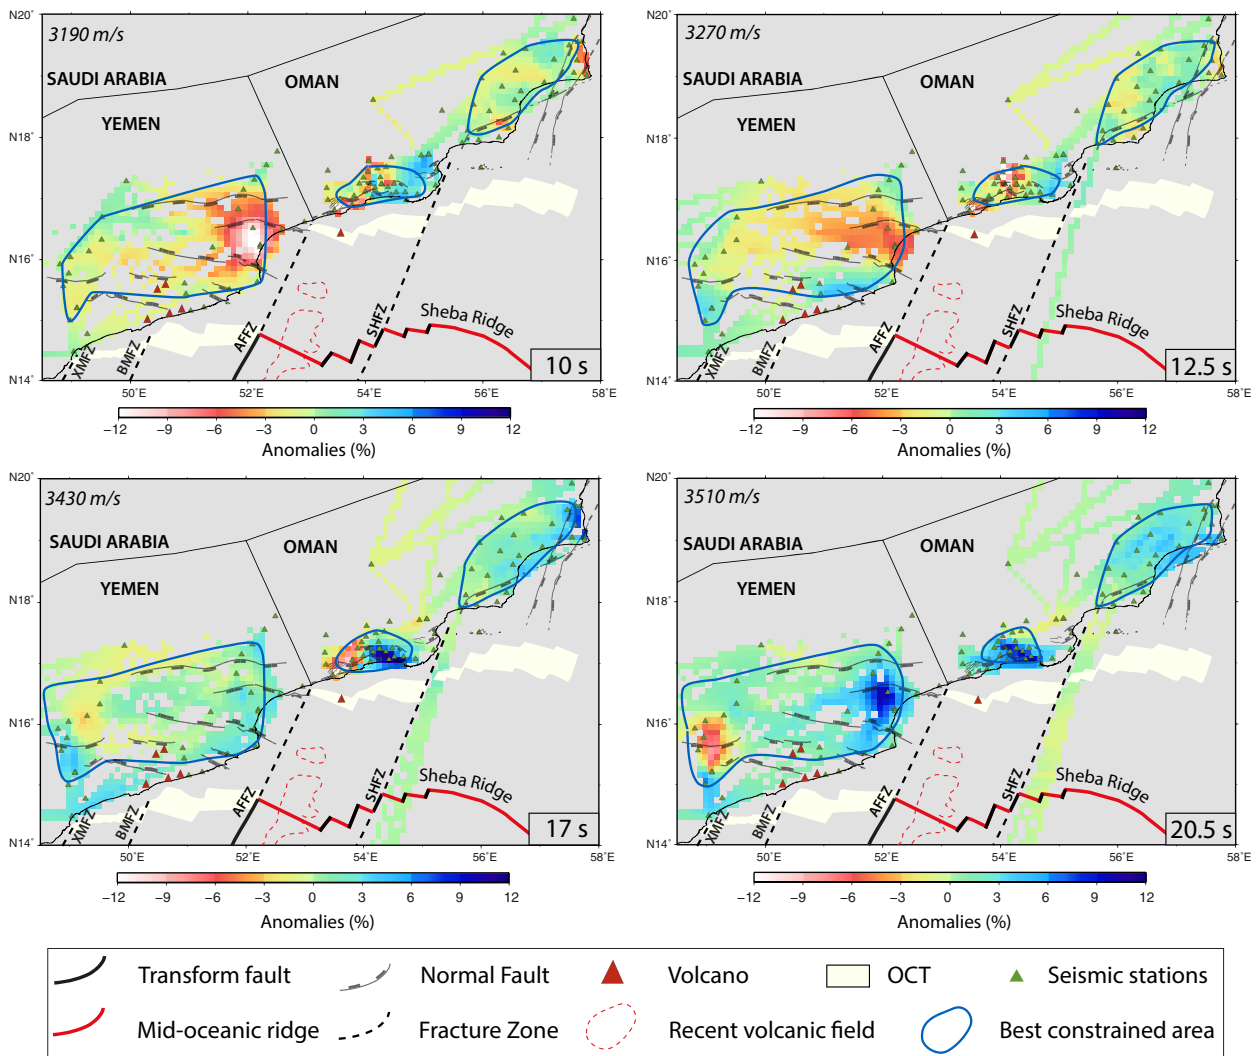 N20°
3190 m/s
SAUDI ARABIA
OMAN
YEMEN
N18°
N16°
N14°
XMFZ
BMFZ
AFFZ
SHFZ
Sheba Ridge
10 s
50°E
52°E
54°E
56°E
58°E
−12 −9 −6 −3 0 3 6 9 12
Anomalies (%)
N20°
3270 m/s
SAUDI ARABIA
OMAN
YEMEN
N18°
N16°
N14°
XMFZ
BMFZ
AFFZ
SHFZ
Sheba Ridge
12.5 s
50°E
52°E
54°E
56°E
58°E
−12 −9 −6 −3 0 3 6 9 12
Anomalies (%)
N20°
3430 m/s
SAUDI ARABIA
OMAN
YEMEN
N18°
N16°
N14°
XMFZ
BMFZ
AFFZ
SHFZ
Sheba Ridge
17 s
50°E
52°E
54°E
56°E
58°E
−12 −9 −6 −3 0 3 6 9 12
Anomalies (%)
N20°
3510 m/s
SAUDI ARABIA
OMAN
YEMEN
N18°
N16°
N14°
XMFZ
BMFZ
AFFZ
SHFZ
Sheba Ridge
20.5 s
50°E
52°E
54°E
56°E
58°E
−12 −9 −6 −3 0 3 6 9 12
Anomalies (%)
Transform fault
Normal Fault
Volcano
OCT
Seismic stations
Mid-oceanic ridge
Fracture Zone
Recent volcanic field
Best constrained area